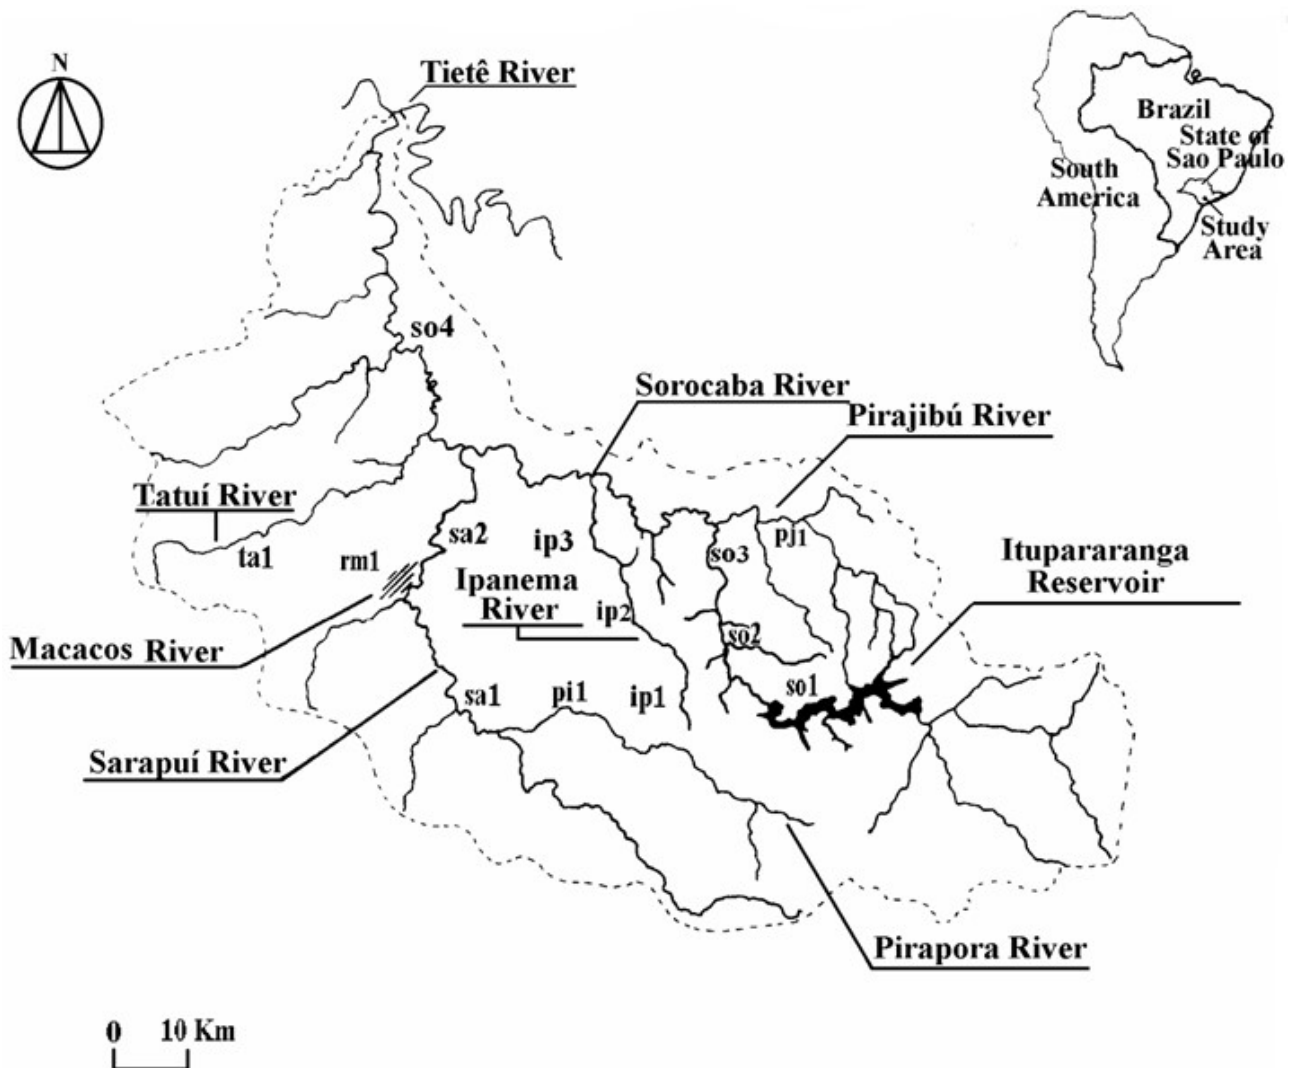 N
Tietê River
Brazil
State of
Sao Paulo
South
America
Study
Area
so4
Sorocaba River
Pirajibú River
Tatuí River
ta1
rm1
sa2
ip3
so3
pj1
Itupararanga
Reservoir
Ipanema
River
ip2
so2
Macacos River
sa1
pi1
ip1
so1
Sarapuí River
Pirapora River
0 10 Km